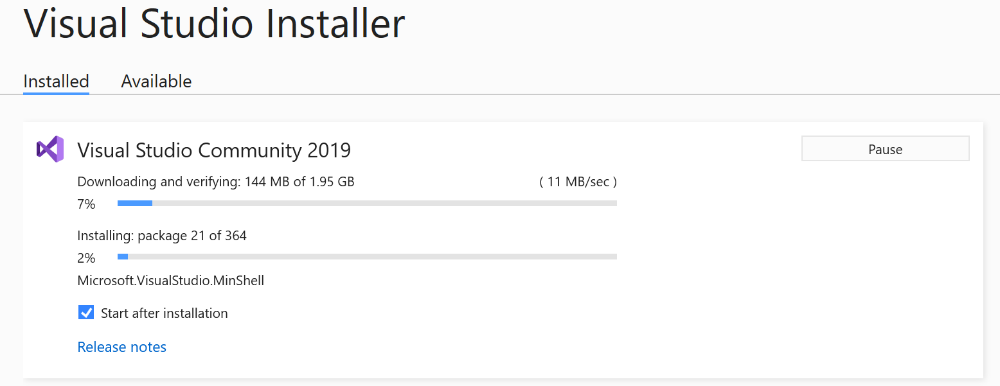 Visual Studio Installer
Installed Available
Visual Studio Community 2019 Pause
Downloading and verifying: 144 MB of 1.95 GB ( 11 MB/sec )
7%
Installing: package 21 of 364
2%
Microsoft.VisualStudio.MinShell
Start after installation
Release notes